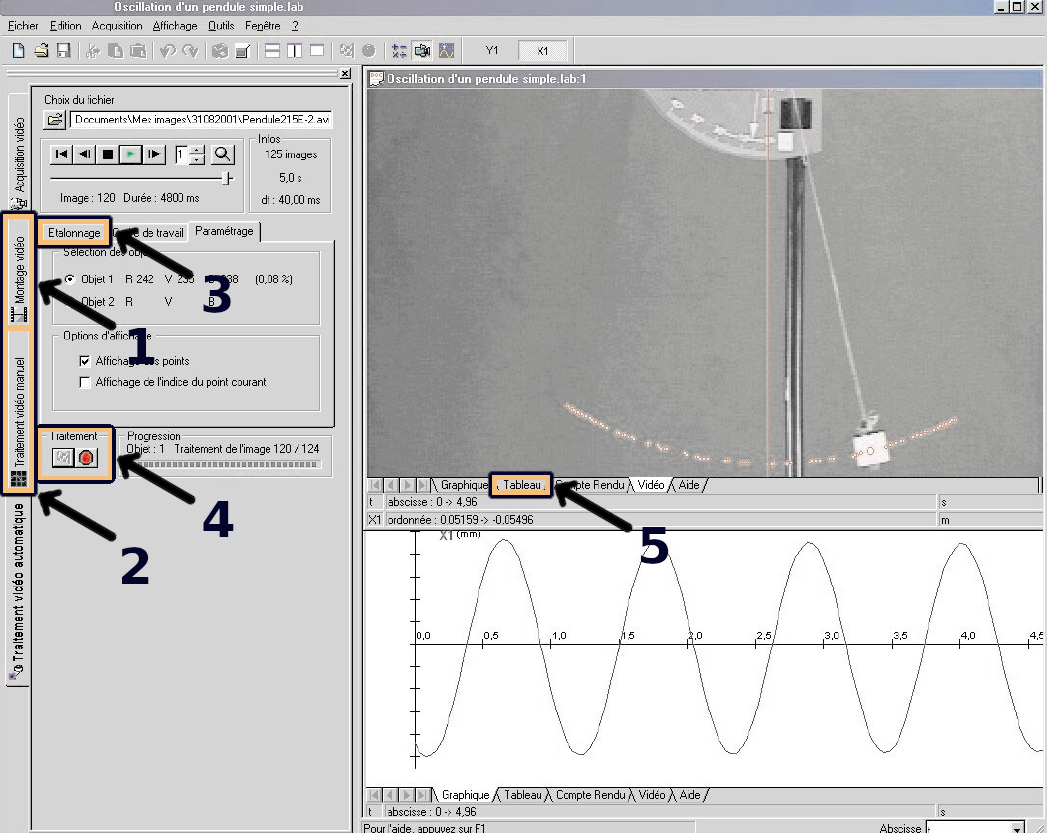 Oscillation d'un pendule simple.lab
Fichier Edition Acquisition Affichage Outils Fenêtre ?
Y1 X1
Choix du fichier
Documents\Mes images\31082001\Pendule215E-2.avi
Infos
125 images
5,0 s
dt : 40,00 ms
1
Image : 120 Durée : 4800 ms
Acquisition vidéo
Montage vidéo
Traitement vidéo manuel
Traitement vidéo automatique
Etalonnage de travail Paramétrage
Sélection des
Objet 1 R 242 V B (0,08 %)
Objet 2 R V B
Options d'affichage
Affichage des points
Affichage de l'indice du point courant
Traitement
Progression
Objet : 1 Traitement de l'image 120 / 124
1
2
3
4
5
Oscillation d'un pendule simple.lab:1
Graphique Tableau Compte Rendu Vidéo Aide
t abscisse : 0 -> 4,96 s
X1 ordonnée : 0,05159 -> -0,05496 m
X1 (mm)
0,0 0,5 1,0 1,5 2,0 2,5 3,0 3,5 4,0 4,5
Graphique Tableau Compte Rendu Vidéo Aide
t abscisse : 0 -> 4,96 s
Pour l'aide, appuyez sur F1 Abscisse